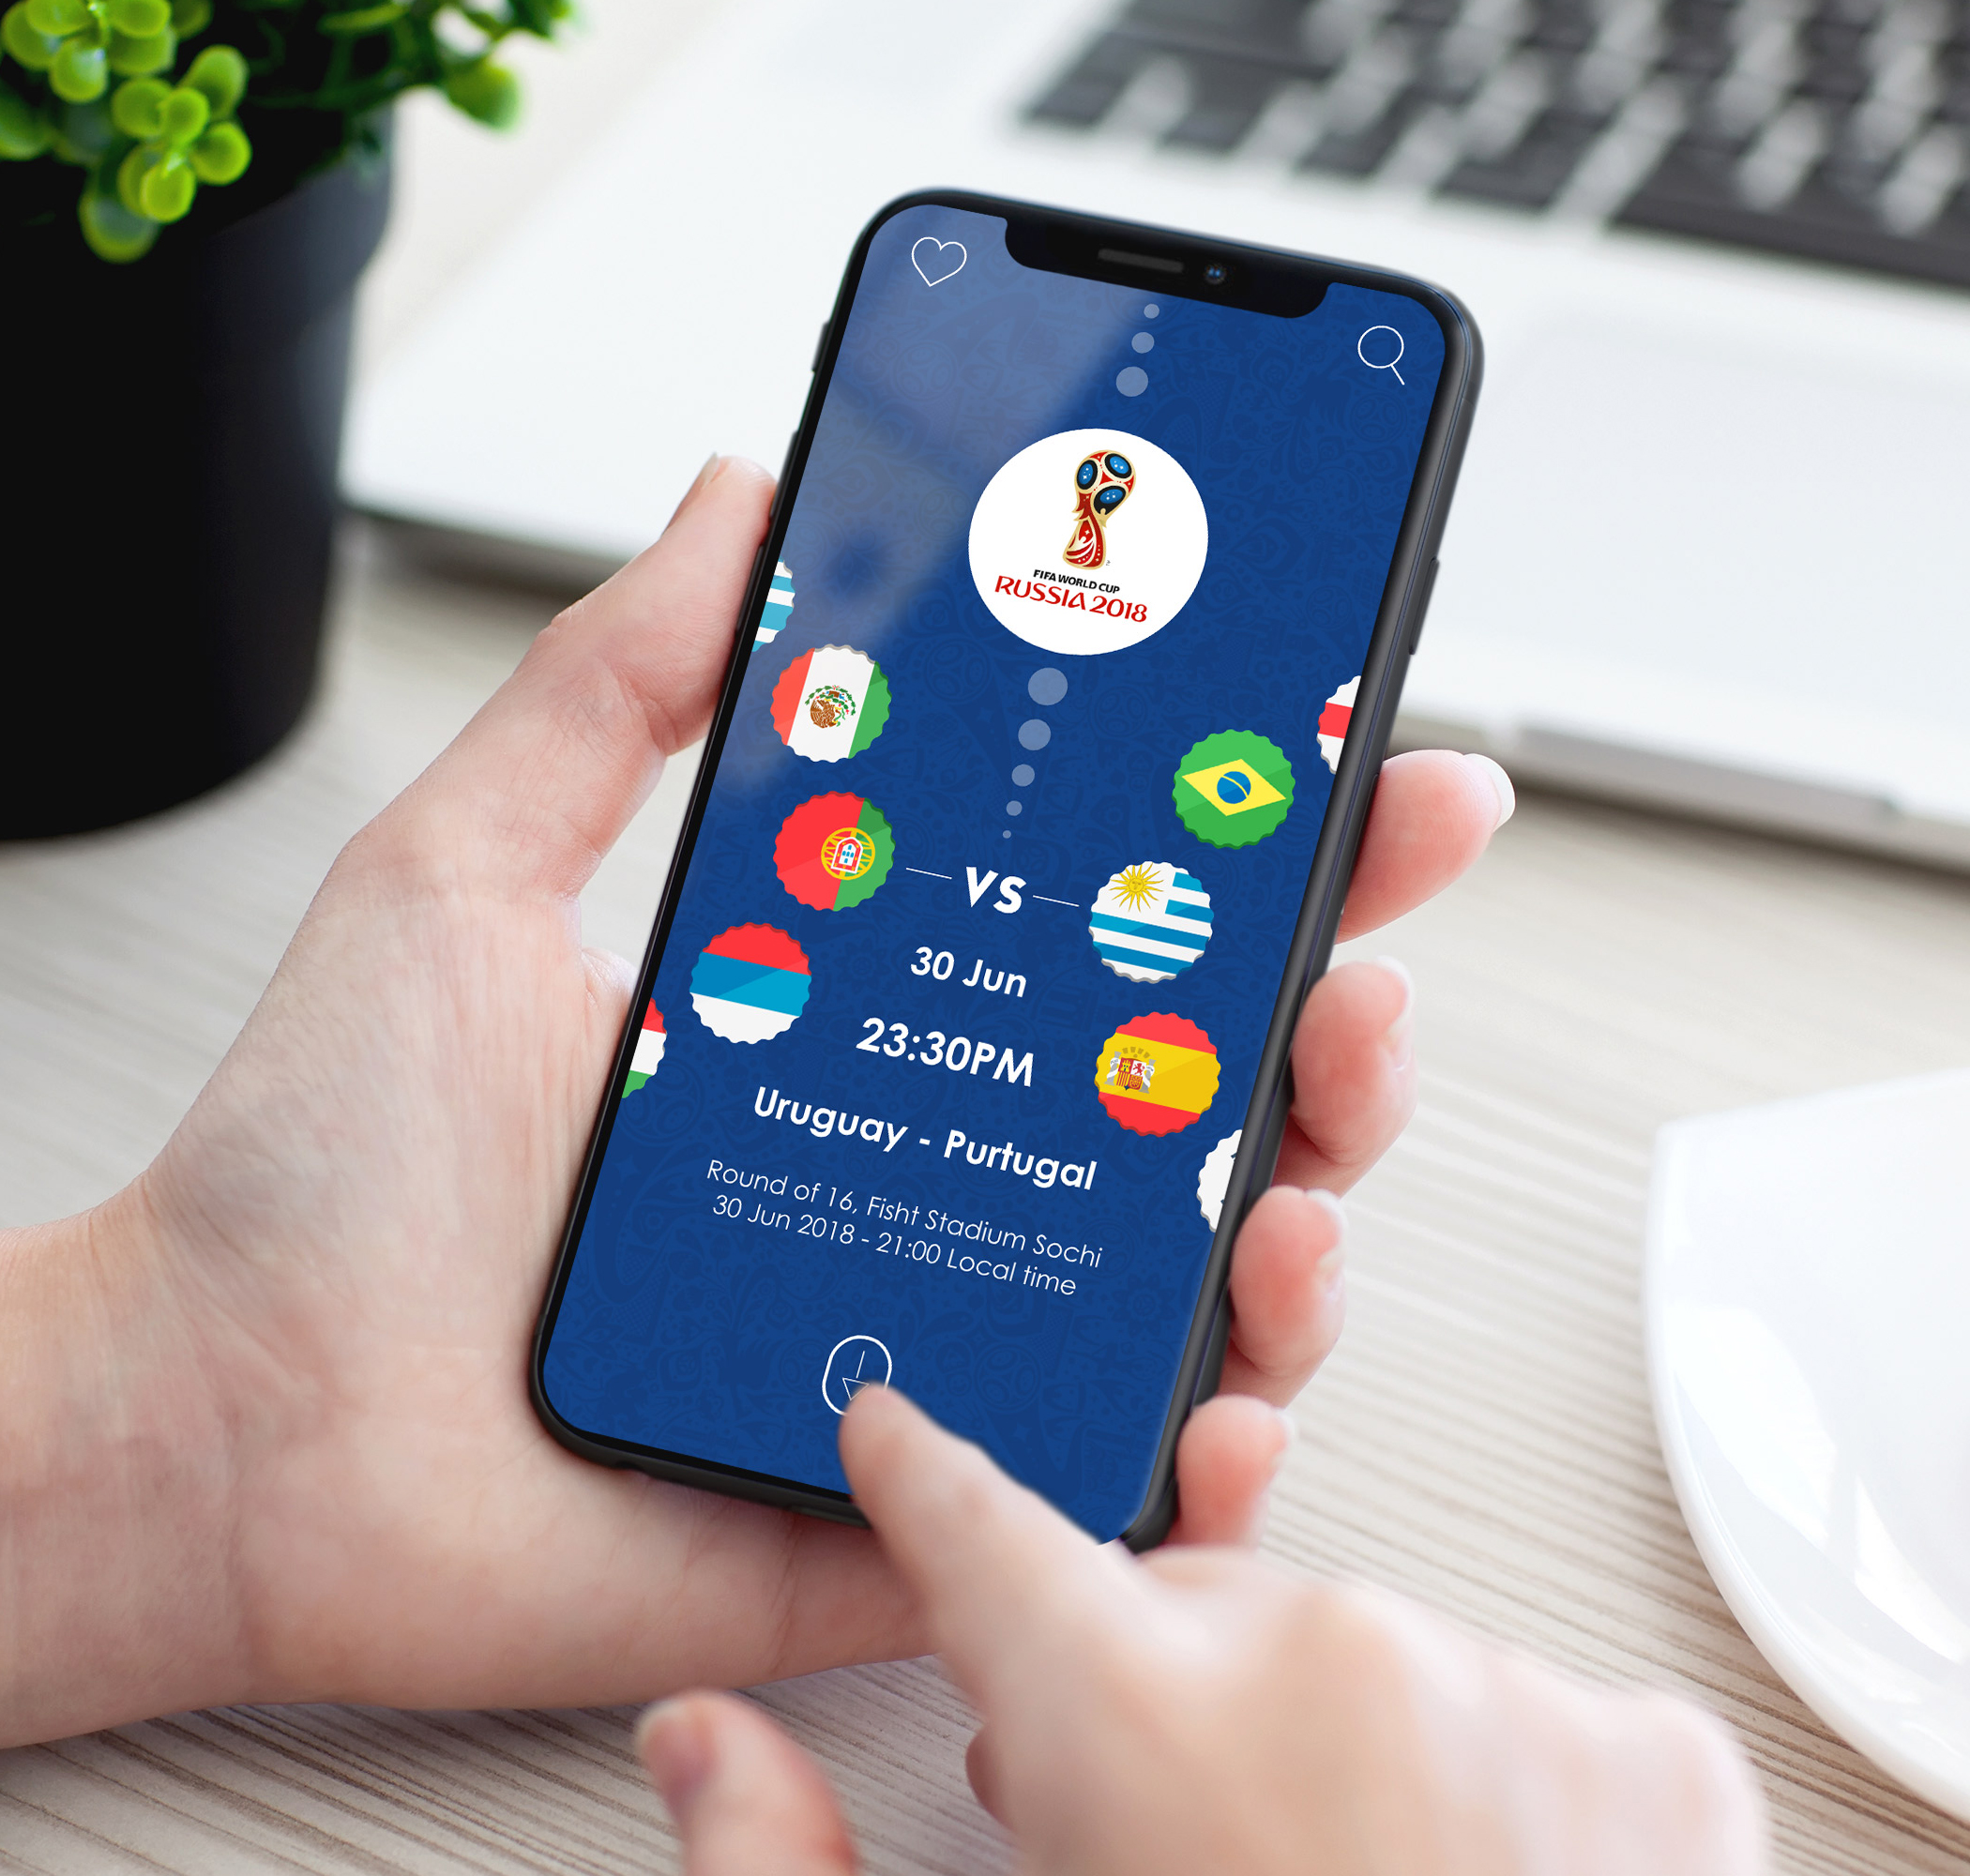 FIFA WORLD CUP
RUSSIA 2018
VS
30 Jun
23:30PM
Uruguay - Purtugal
Round of 16, Fisht Stadium Sochi
30 Jun 2018 - 21:00 Local time